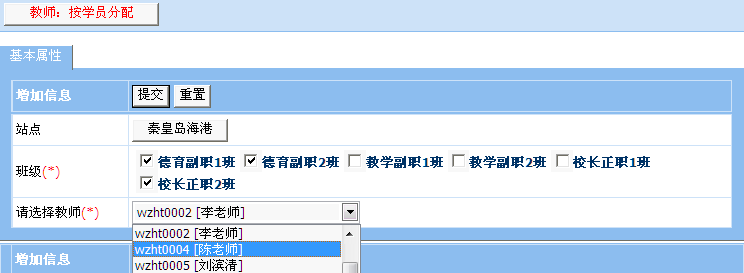 教师：按学员分配
基本属性
增加信息 提交 重置
站点 秦皇岛海港
班级(*) 德育副职1班 德育副职2班 教学副职1班 教学副职2班 校长正职1班
校长正职2班
请选择教师(*) wzht0002 [李老师]
wzht0002 [李老师]
wzht0004 [陈老师]
增加信息 wzht0005 [刘滨清]